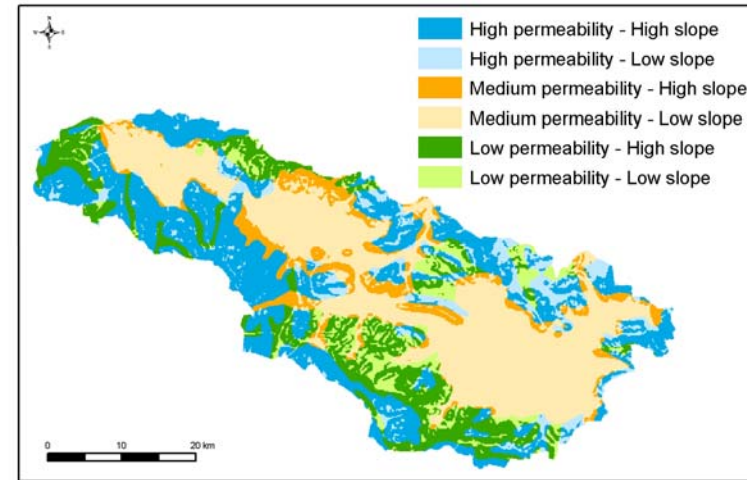 High permeability - High slope
High permeability - Low slope
Medium permeability - High slope
Medium permeability - Low slope
Low permeability - High slope
Low permeability - Low slope
0 10 20 km